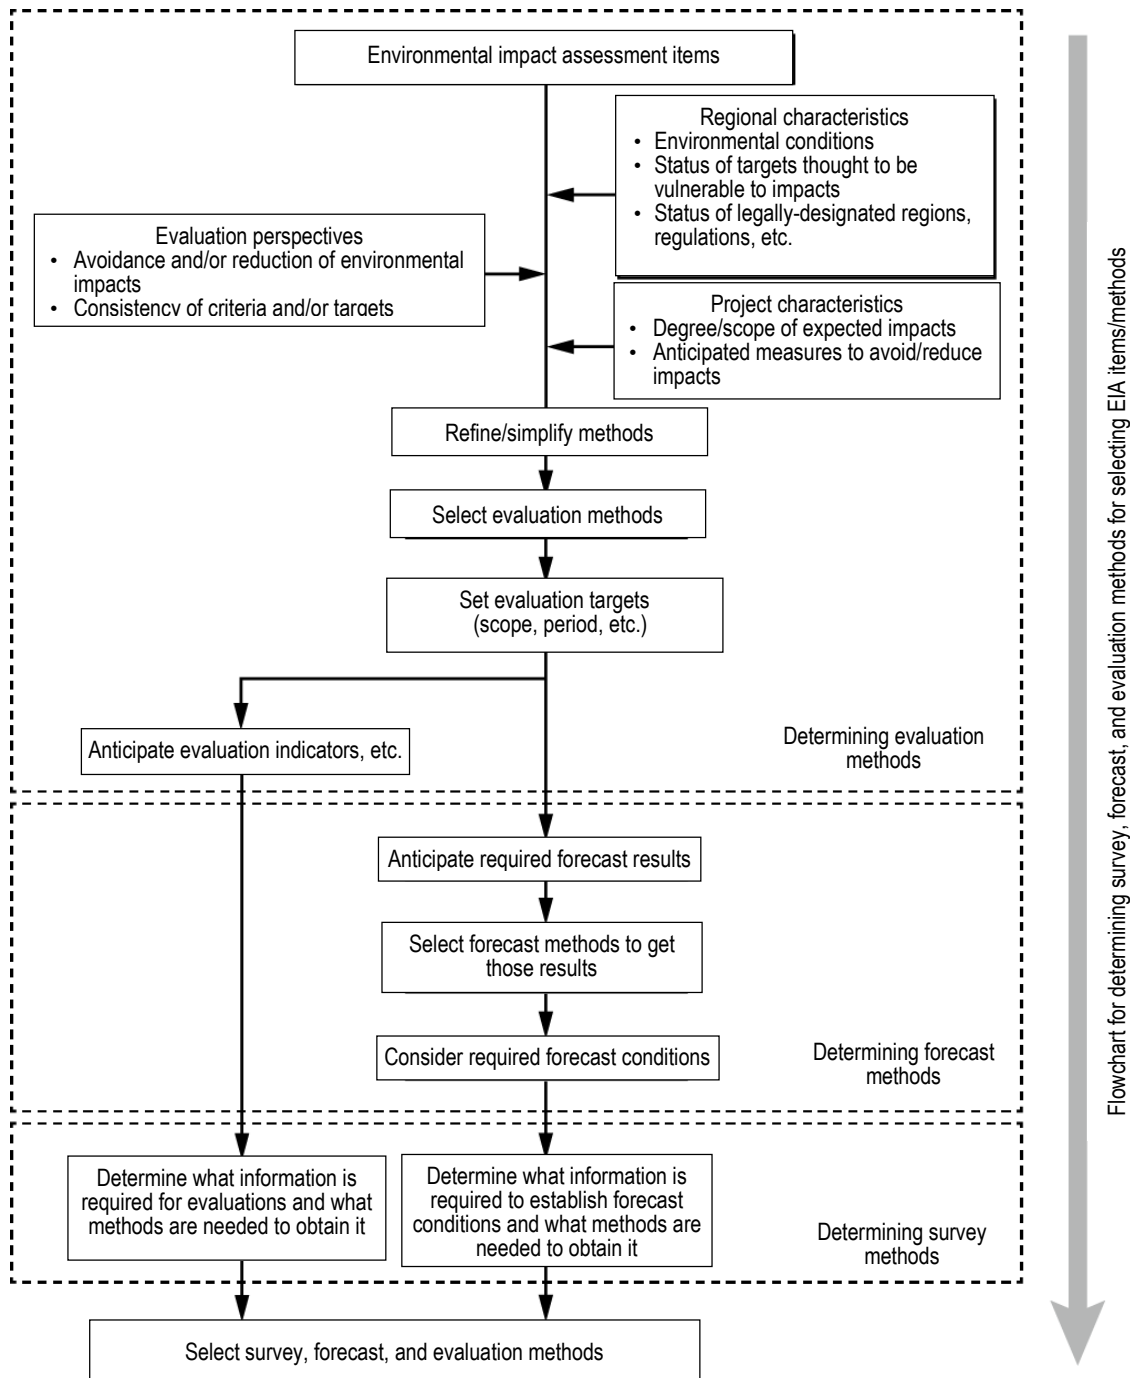 Environmental impact assessment items
Regional characteristics
• Environmental conditions
• Status of targets thought to be
vulnerable to impacts
• Status of legally-designated regions,
regulations, etc.
Evaluation perspectives
• Avoidance and/or reduction of environmental
impacts
• Consistency of criteria and/or targets
Project characteristics
• Degree/scope of expected impacts
• Anticipated measures to avoid/reduce
impacts
Refine/simplify methods
Select evaluation methods
Set evaluation targets
(scope, period, etc.)
Anticipate evaluation indicators, etc.
Determining evaluation
methods
Anticipate required forecast results
Select forecast methods to get
those results
Consider required forecast conditions
Determining forecast
methods
Determine what information is
required for evaluations and what
methods are needed to obtain it
Determine what information is
required to establish forecast
conditions and what methods are
needed to obtain it
Determining survey
methods
Select survey, forecast, and evaluation methods
Flowchart for determining survey, forecast, and evaluation methods for selecting EIA items/methods